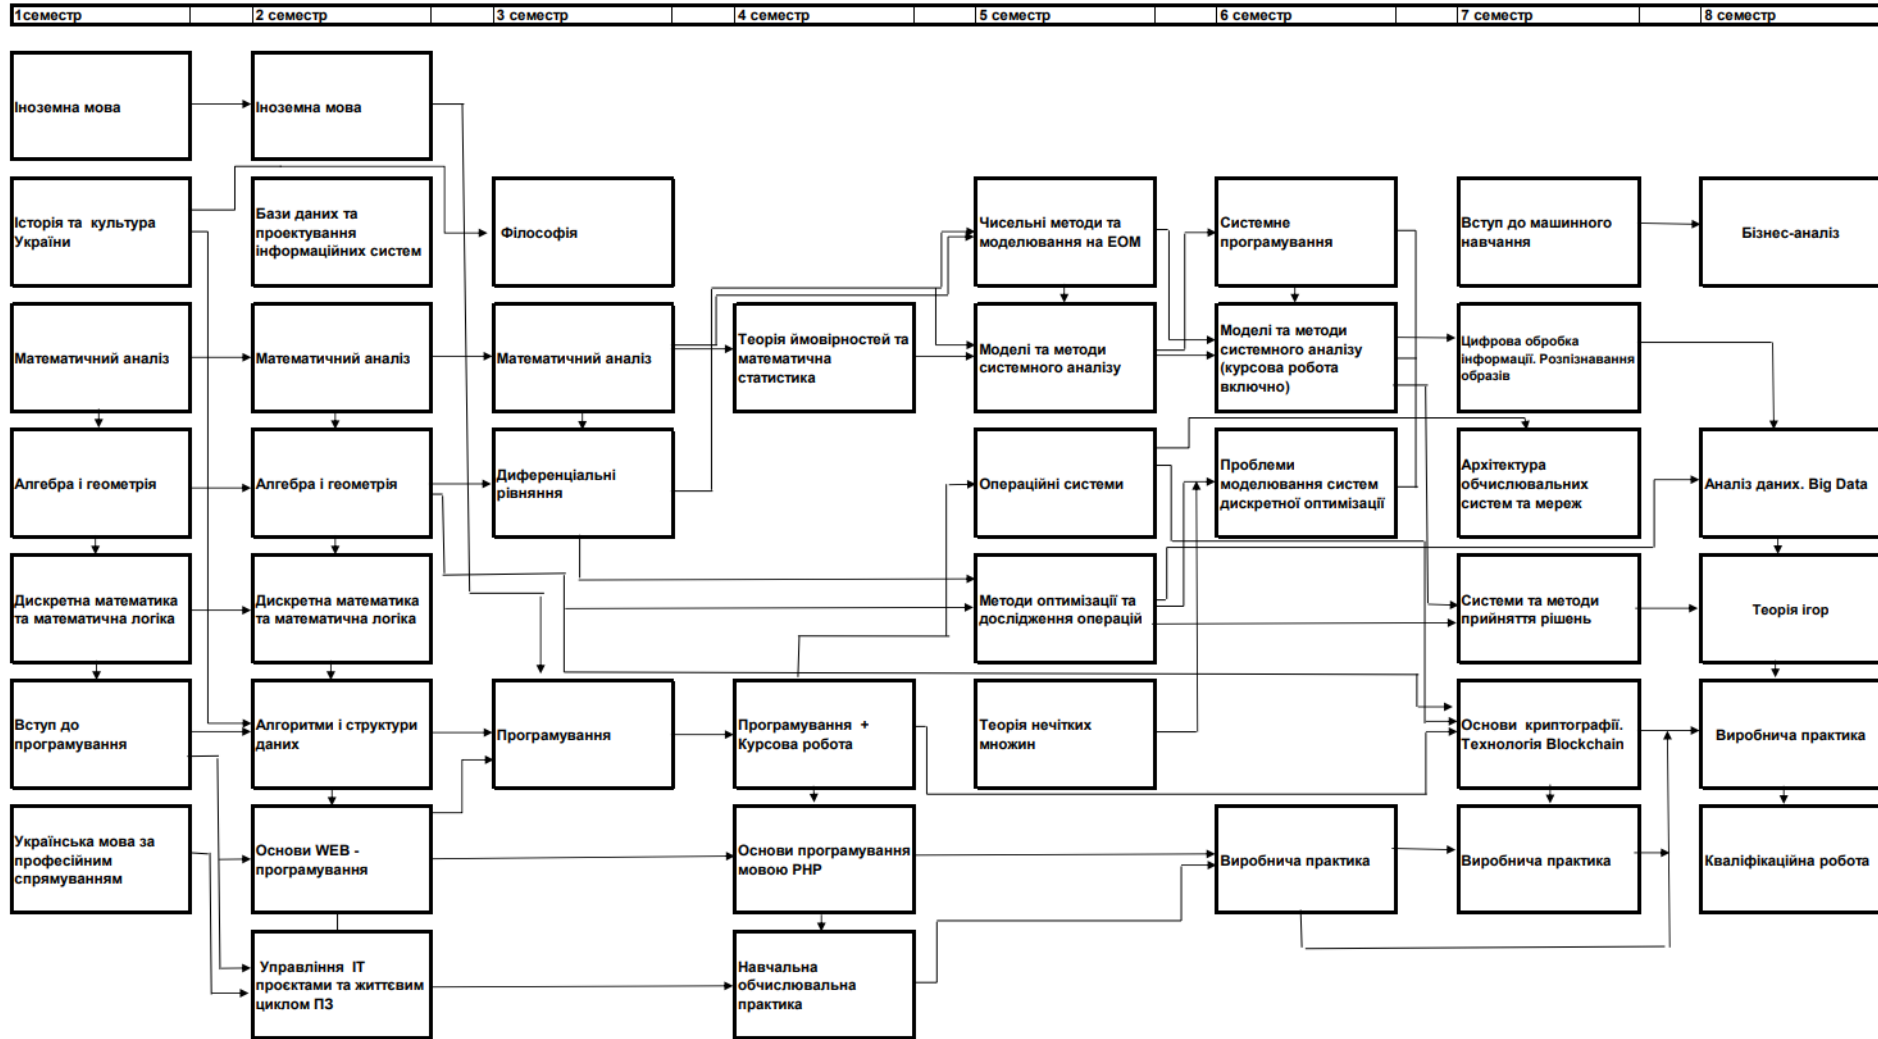 1семестр
2 семестр
3 семестр
4 семестр
5 семестр
6 семестр
7 семестр
8 семестр
Іноземна мова
Іноземна мова
Історія та культура
України
Бази даних та
проектування
інформаційних систем
Філософія
Чисельні методи та
моделювання на ЕОМ
Системне
програмування
Вступ до машинного
навчання
Бізнес-аналіз
Математичний аналіз
Математичний аналіз
Математичний аналіз
Теорія ймовірностей та
математична
статистика
Моделі та методи
системного аналізу
Моделі та методи
системного аналізу
(курсова робота
включно)
Цифрова обробка
інформації. Розпізнавання
образів
Алгебра і геометрія
Алгебра і геометрія
Диференціальні
рівняння
Операційні системи
Проблеми
моделювання систем
дискретної оптимізації
Архітектура
обчислювальних
систем та мереж
Аналіз даних. Big Data
Дискретна математика
та математична логіка
Дискретна математика
та математична логіка
Методи оптимізації та
дослідження операцій
Системи та методи
прийняття рішень
Теорія ігор
Вступ до
програмування
Алгоритми і структури
даних
Програмування
Програмування +
Курсова робота
Теорія нечітких
множин
Основи криптографії.
Технологія Blockchain
Виробнича практика
Українська мова за
професійним
спрямуванням
Основи WEB -
програмування
Основи програмування
мовою PHP
Виробнича практика
Виробнича практика
Кваліфікаційна робота
Управління ІТ
проєктами та життєвим
циклом ПЗ
Навчальна
обчислювальна
практика